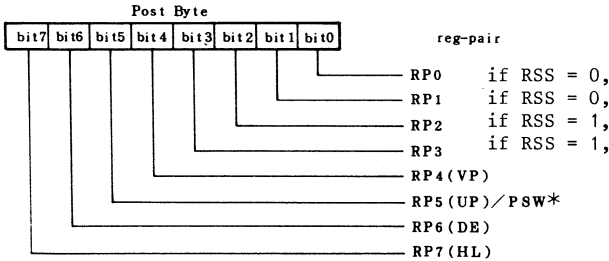 Post Byte
bit7 bit6 bit5 bit4 bit3 bit2 bit1 bit0 reg-pair
RP0 if RSS = 0,
RP1 if RSS = 0,
RP2 if RSS = 1,
RP3 if RSS = 1,
RP4(VP)
RP5(UP)/PSW*
RP6(DE)
RP7(HL)